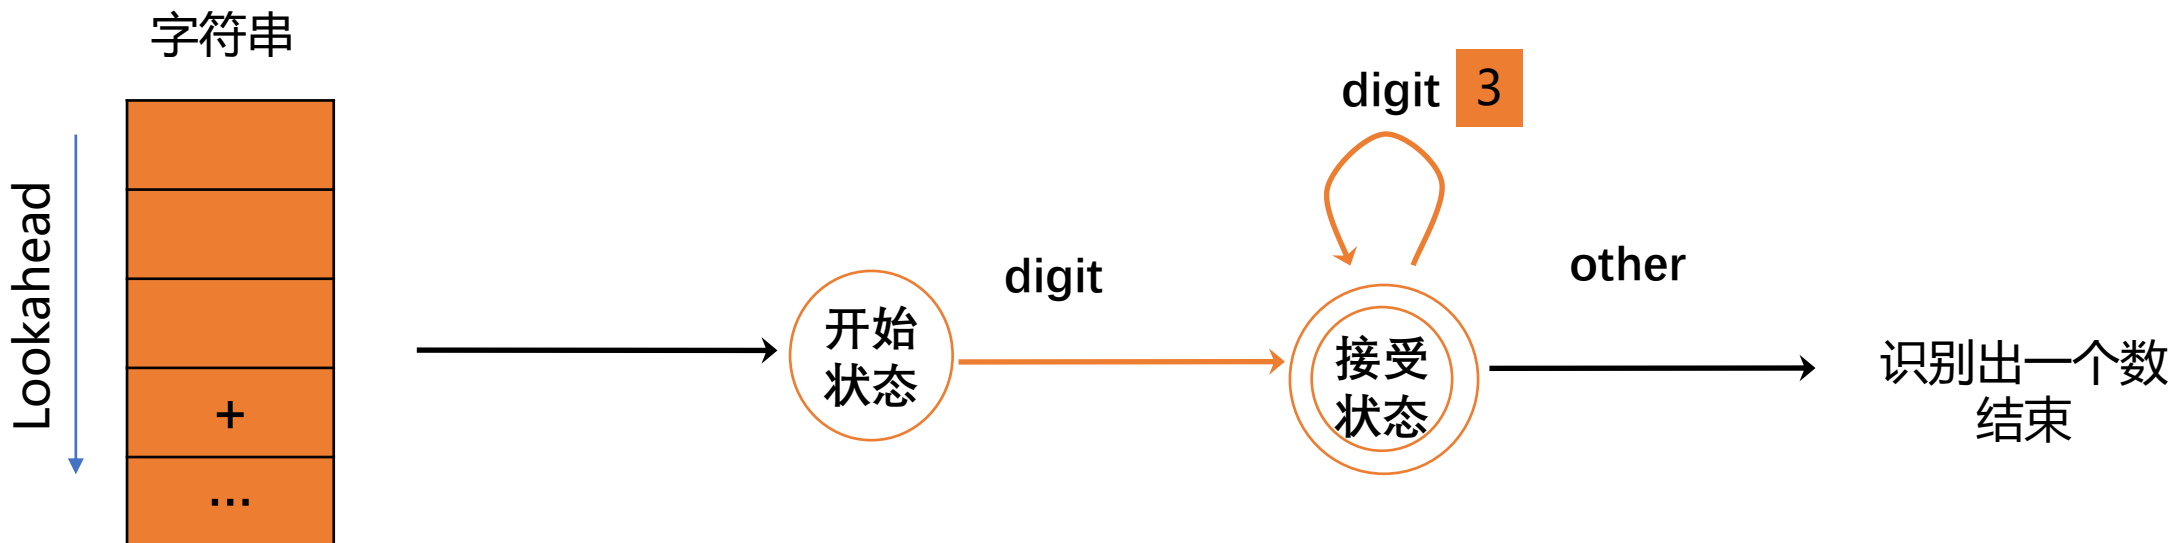 字符串
Lookahead
+
...
开始
状态
digit
digit 3
接受
状态
other
识别出一个数
结束